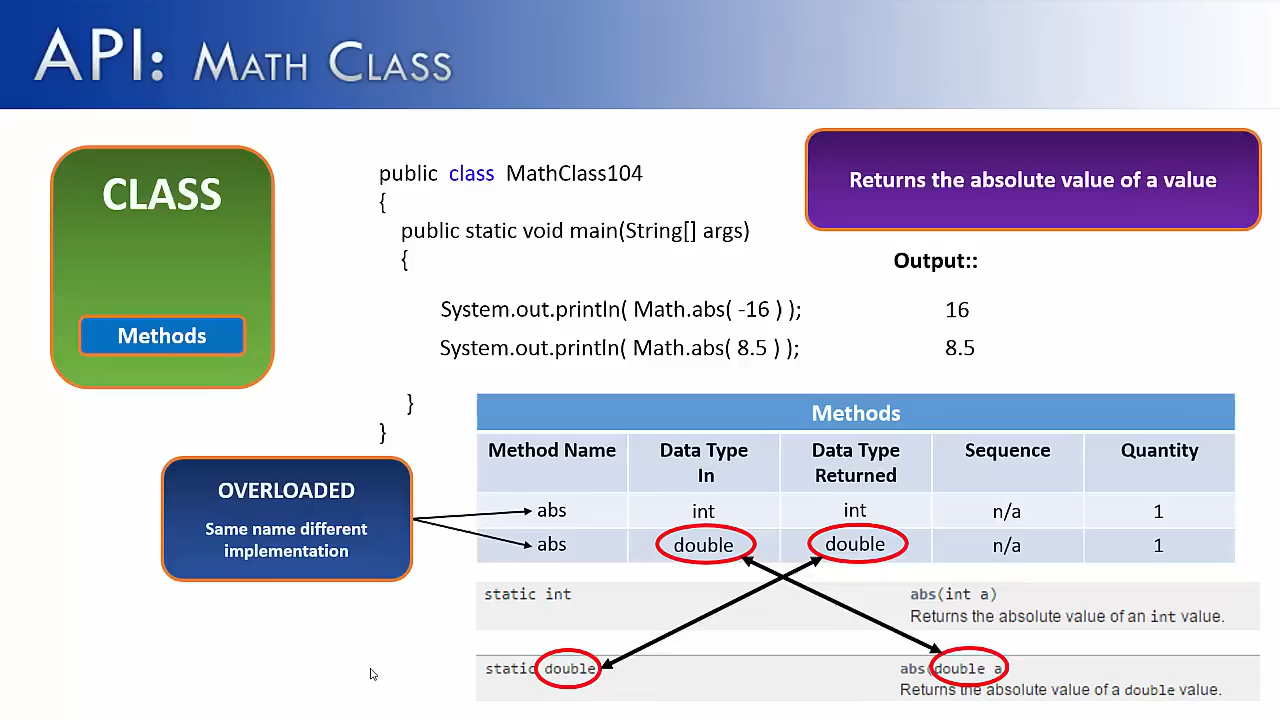 API: Math Class
CLASS
Methods
public class MathClass104
{
public static void main(String[] args)
{
System.out.println( Math.abs( -16 ) );
System.out.println( Math.abs( 8.5 ) );
}
}
Returns the absolute value of a value
Output::
16
8.5
OVERLOADED
Same name different
implementation
Methods
Method Name Data Type In Data Type Returned Sequence Quantity
abs int int n/a 1
abs double double n/a 1
static int abs(int a)
Returns the absolute value of an int value.
static double abs(double a)
Returns the absolute value of a double value.